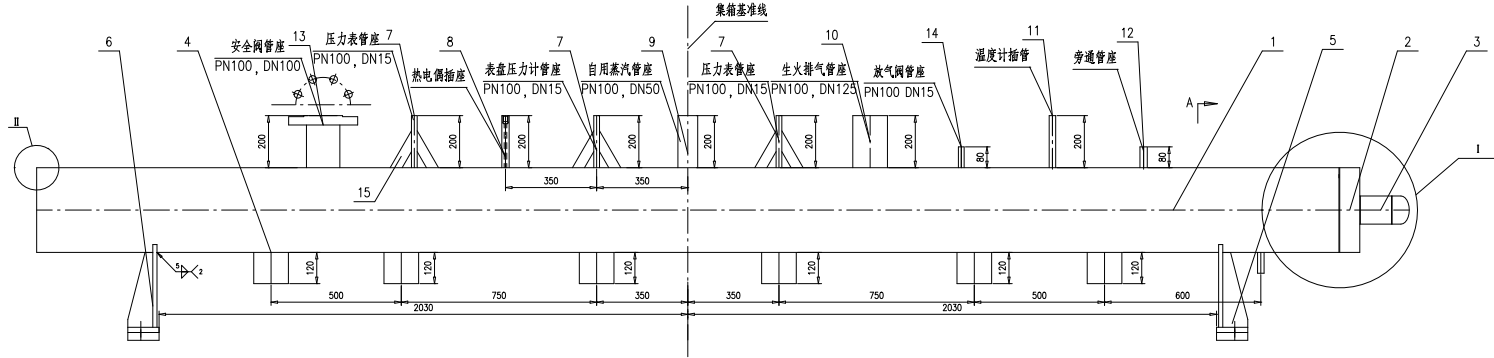 集箱基准线
6
4
安全阀管座
13
PN100，DN100
压力表管座
7
PN100，DN15
8
热电偶插座
表盘压力计管座
7
PN100，DN15
自用蒸汽管座
9
PN100，DN50
压力表管座
7
PN100，DN15
生火排气管座
10
PN100，DN125
放气阀管座
14
PN100 DN15
温度计插管
11
旁通管座
12
1
5
2
3
A
II
I
200
200
200
200
200
200
200
80
200
80
15
350
350
5
2
120
120
120
120
120
120
500
750
350
350
750
500
600
2030
2030